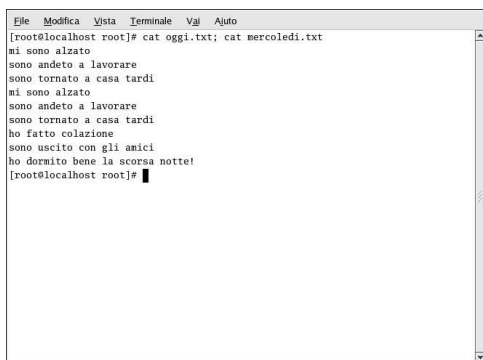 File Modifica Vista Terminale Vai Aiuto
[root@localhost root]# cat oggi.txt; cat mercoledi.txt
mi sono alzato
sono andeto a lavorare
sono tornato a casa tardi
mi sono alzato
sono andeto a lavorare
sono tornato a casa tardi
ho fatto colazione
sono uscito con gli amici
ho dormito bene la scorsa notte!
[root@localhost root]#